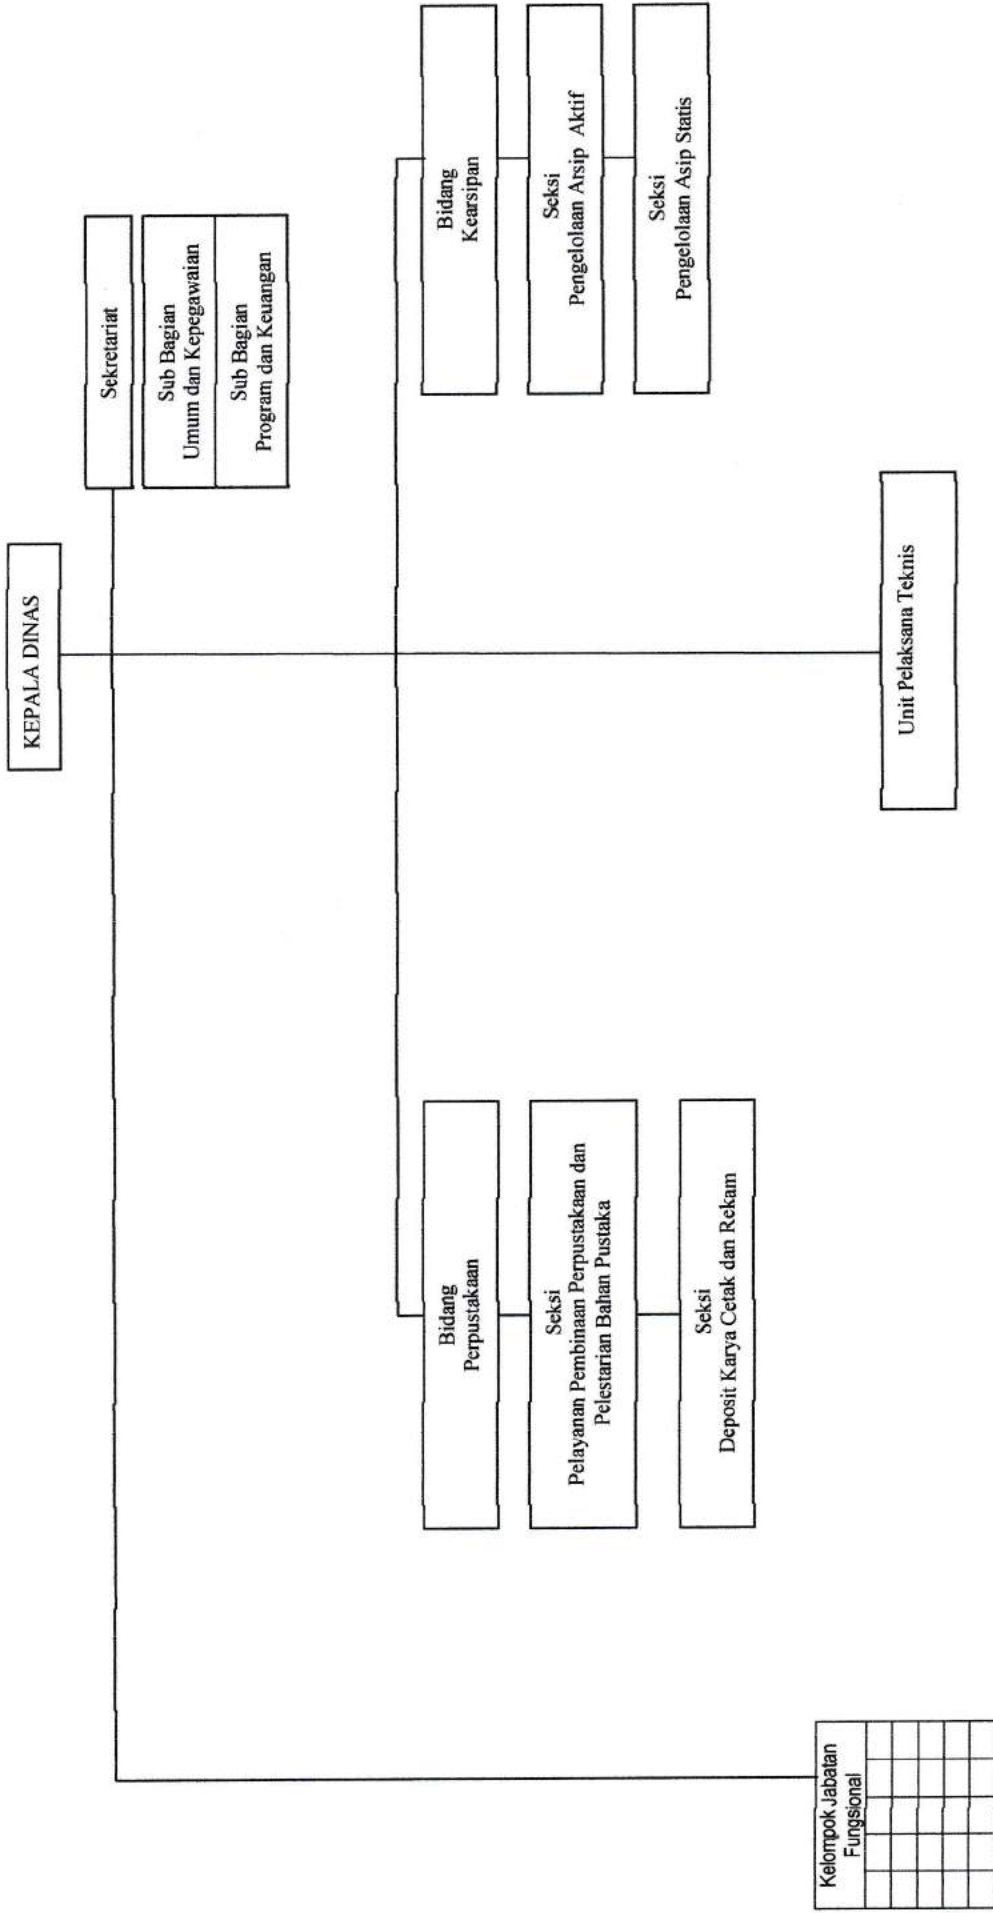 KEPALA DINAS
Sekretariat
Sub Bagian
Umum dan Kepegawaian
Sub Bagian
Program dan Keuangan
Bidang
Perpustakaan
Seksi
Pelayanan Pembinaan Perpustakaan dan
Pelestarian Bahan Pustaka
Seksi
Deposit Karya Cetak dan Rekam
Bidang
Kearsipan
Seksi
Pengelolaan Arsip Aktif
Seksi
Pengelolaan Asip Statis
Kelompok Jabatan
Fungsional
Unit Pelaksana Teknis